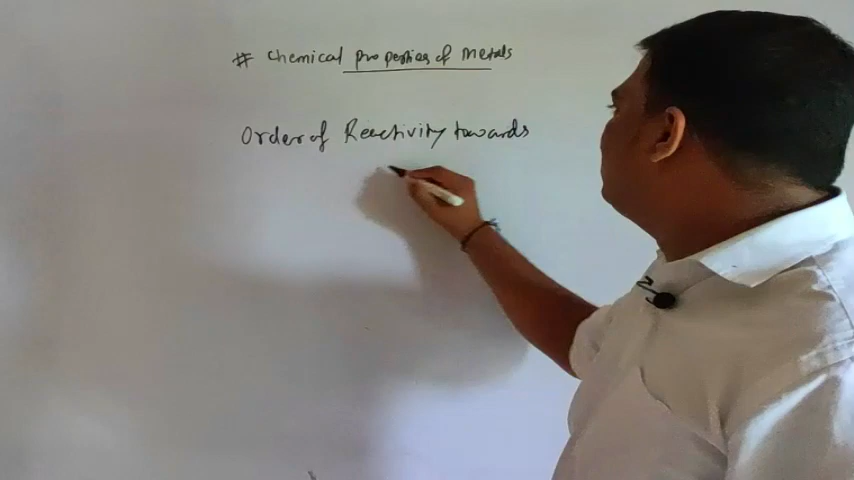 # Chemical properties of Metals
Order of Reactivity towards